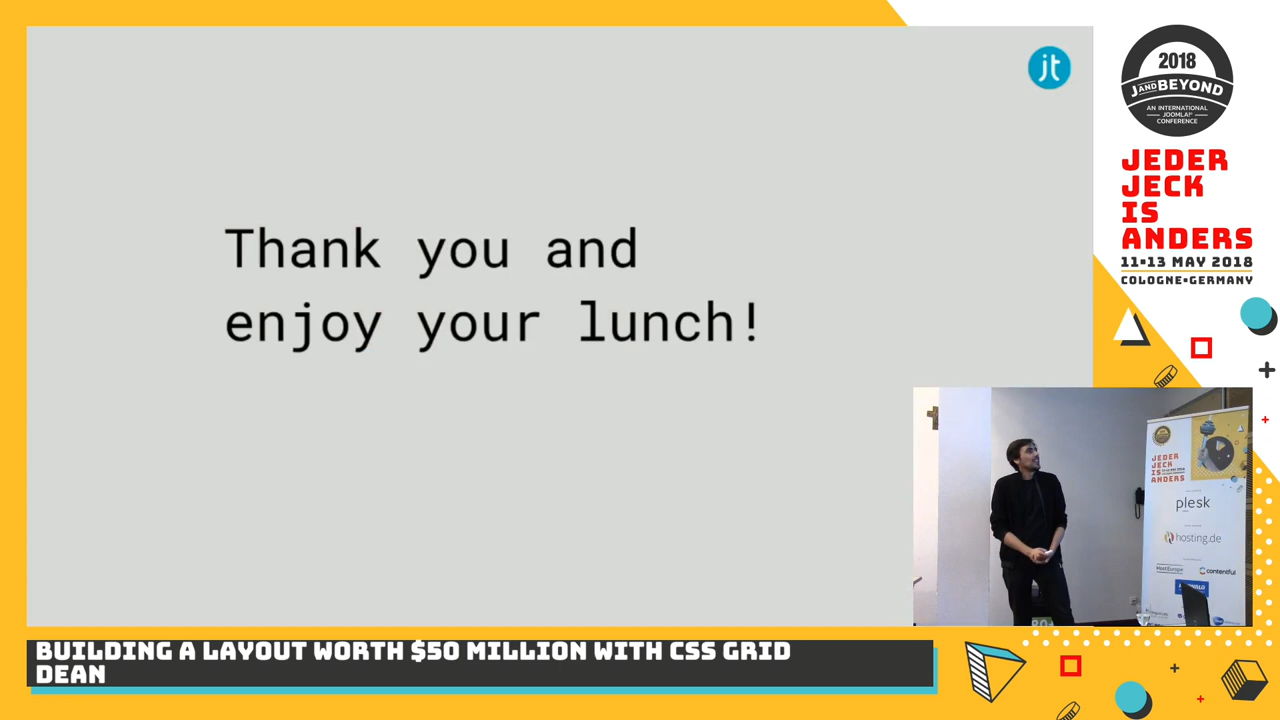 jt
Thank you and
enjoy your lunch!
2018
J AND BEYOND
AN INTERNATIONAL
JOOMLA!®
CONFERENCE
JEDER
JECK
IS
ANDERS
11-13 MAY 2018
COLOGNE-GERMANY
JEDER
JECK
IS
ANDERS
plesk
hosting.de
HostEurope
contentful
80+
BUILDING A LAYOUT WORTH $50 MILLION WITH CSS GRID
DEAN